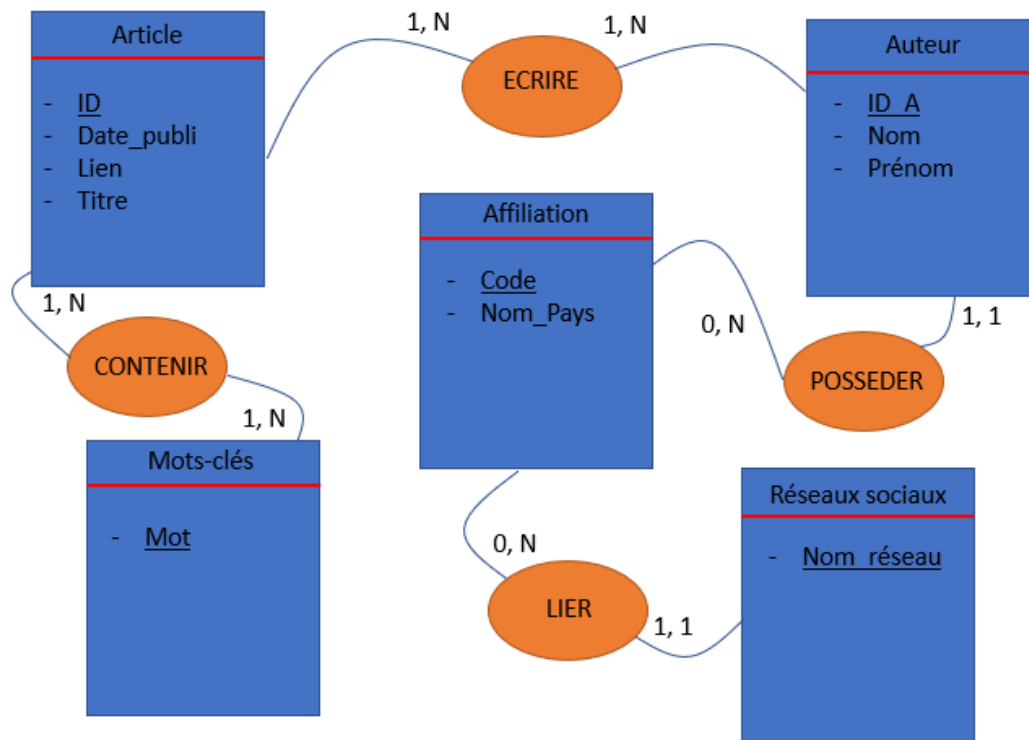 Article
- ID
- Date_publi
- Lien
- Titre
1, N
ECRIRE
1, N
Auteur
- ID_A
- Nom
- Prénom
Affiliation
- Code
- Nom_Pays
0, N
1, 1
POSSEDER
1, N
CONTENIR
1, N
Mots-clés
- Mot
0, N
LIER
1, 1
Réseaux sociaux
- Nom_réseau